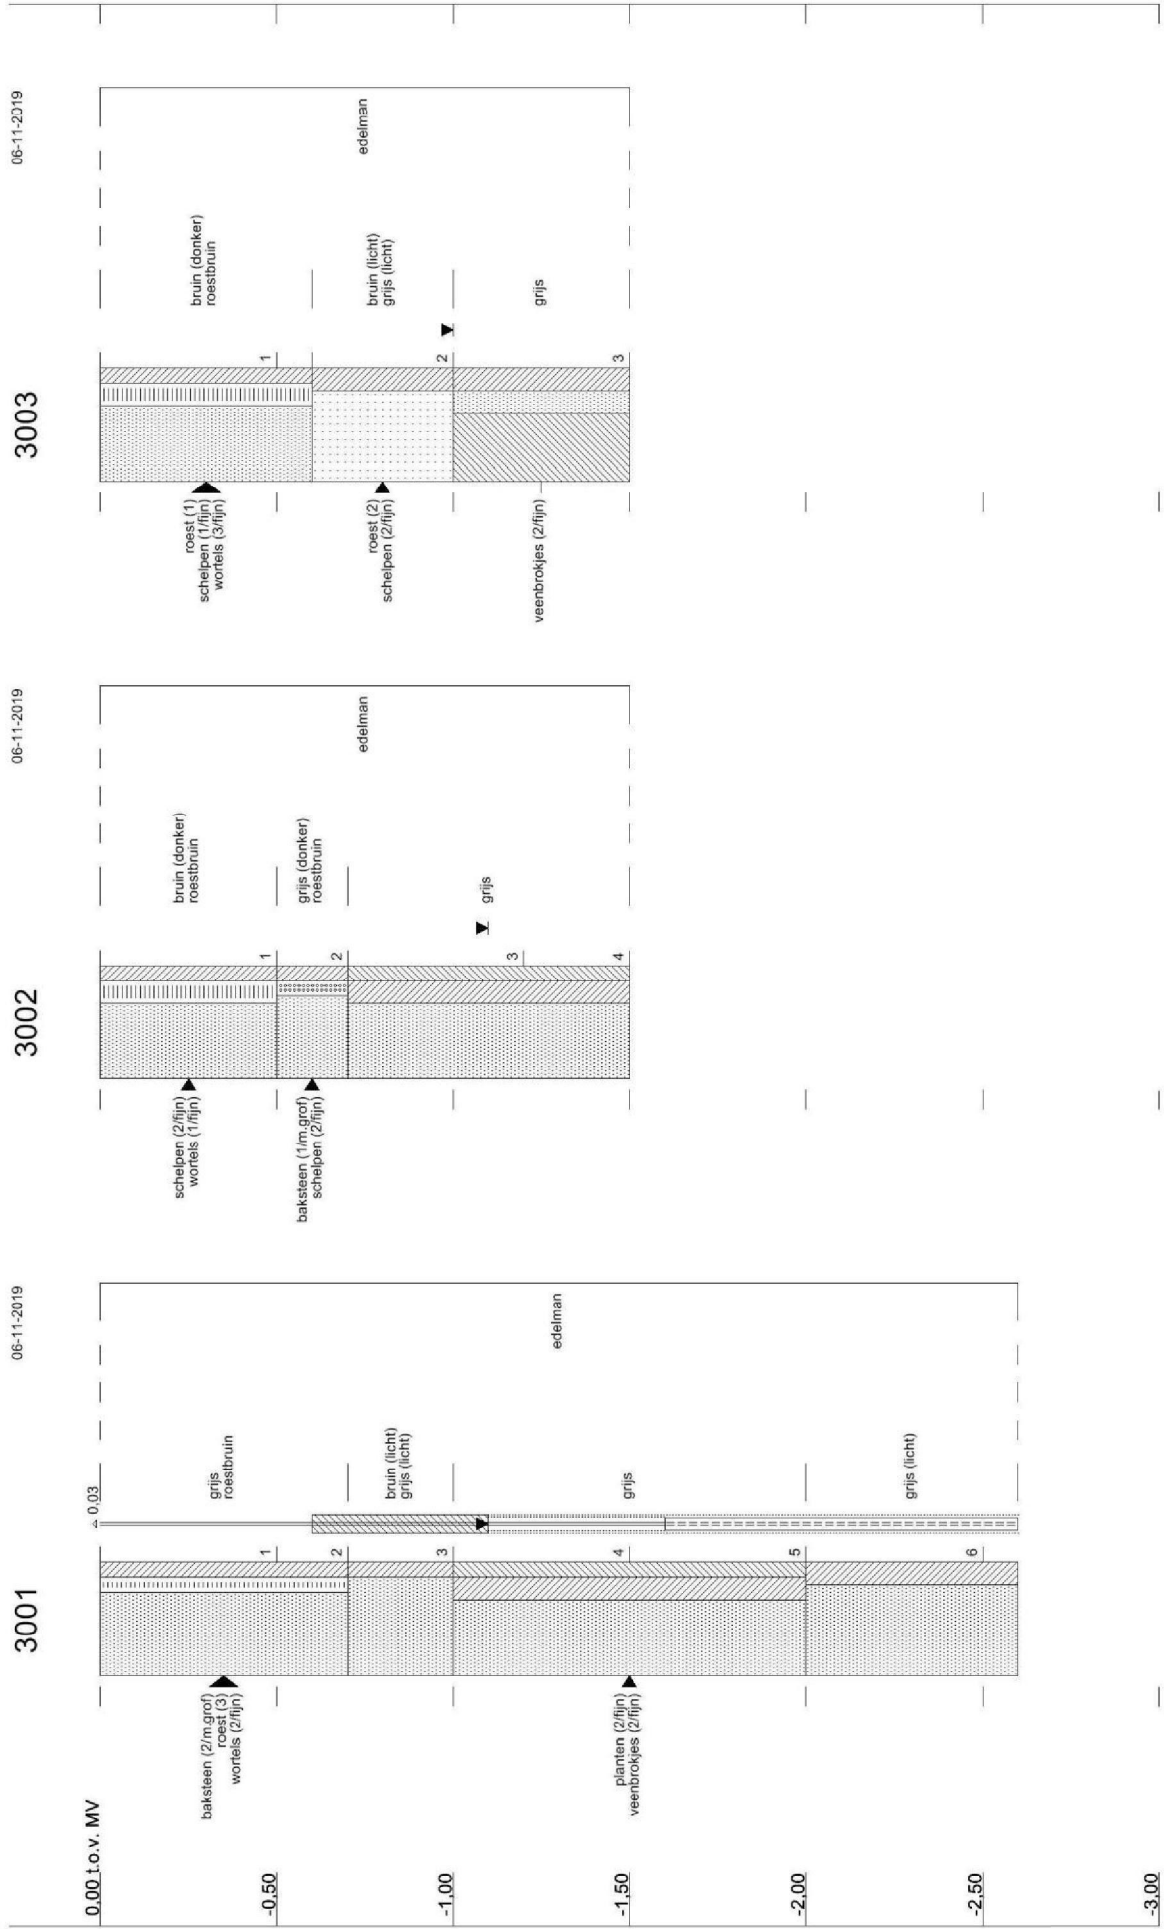 0,00 t.o.v. MV
-0,50
-1,00
-1,50
-2,00
-2,50
-3,00
3001
06-11-2019
baksteen (2/m.grof)
roest (3)
wortels (2/fijn)
planten (2/fijn)
veenbrokjes (2/fijn)
1
2
3
4
5
6
0,03
grijs
roestbruin
bruin (licht)
grijs (licht)
grijs
grijs (licht)
edelman
3002
06-11-2019
schelpen (2/fijn)
wortels (1/fijn)
baksteen (1/m.grof)
schelpen (2/fijn)
1
2
3
4
bruin (donker)
roestbruin
grijs (donker)
roestbruin
grijs
edelman
3003
06-11-2019
roest (1)
schelpen (1/fijn)
wortels (3/fijn)
roest (2)
schelpen (2/fijn)
veenbrokjes (2/fijn)
1
2
3
bruin (donker)
roestbruin
bruin (licht)
grijs (licht)
grijs
edelman